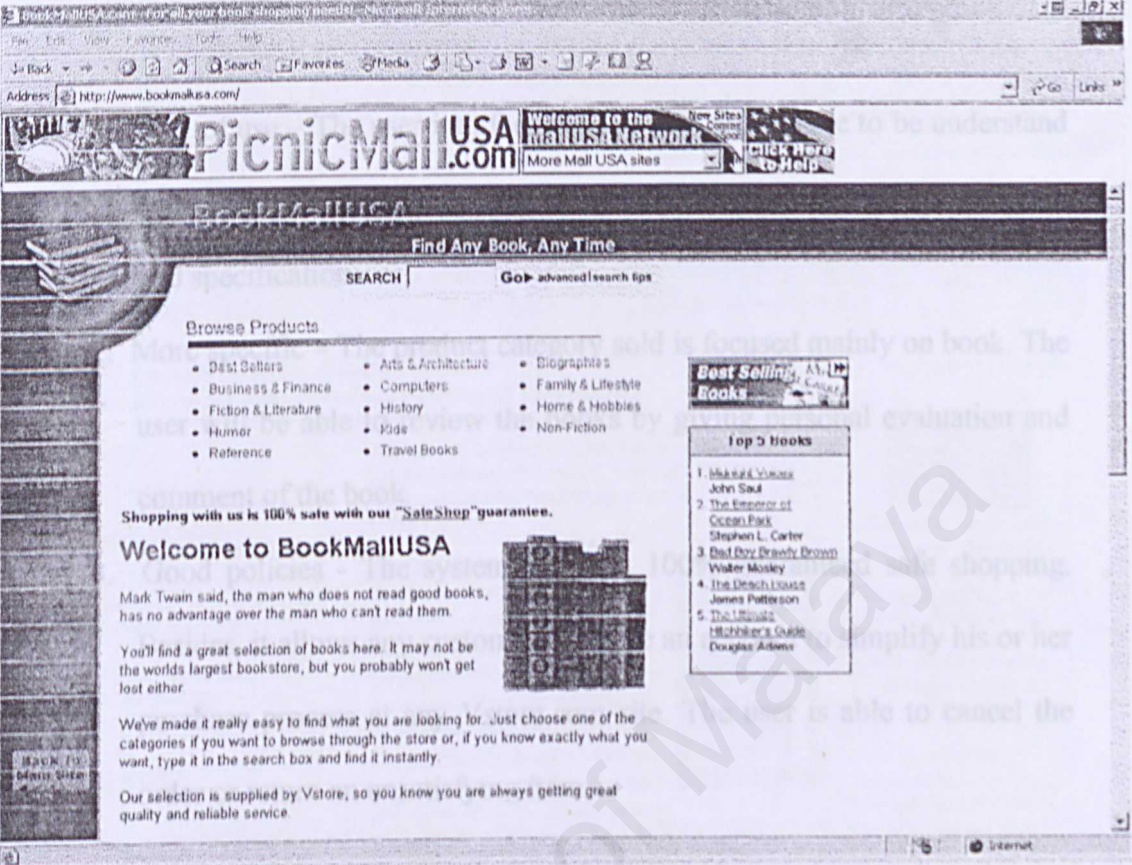 BookMallUSA.com - For all your book shopping needs! - Microsoft Internet Explorer
File Edit View Favorites Tools Help
Back Search Favorites Media
Address http://www.bookmallusa.com/ Go Links
PicnicMallUSA.com
Welcome to the MallUSA Network
New Sites Coming
More Mall USA sites
Click Here to Help
to be understand
BookMallUSA
Find Any Book, Any Time
SEARCH Go advanced search tips
specification
Browse Products
More specific - The product category sold is focused mainly on book. The
Best Sellers Arts & Architecture Biographies
Business & Finance Computers Family & Lifestyle
Fiction & Literature History Home & Hobbies
Humor Kids Non-Fiction
Reference Travel Books
user will be able to review the books by giving personal evaluation and
comment of the book
Best Selling Books
Top 5 Books
1. Midnight Voices
John Saul
2. The Emperor of
Ocean Park
Stephen L. Carter
3. Bad Boy Brawly Brown
Walter Mosley
4. The Beach House
James Patterson
5. The Ultimate
Hitchhiker's Guide
Douglas Adams
Shopping with us is 100% safe with our "SafeShop" guarantee.
Welcome to BookMallUSA
Mark Twain said, the man who does not read good books,
has no advantage over the man who can't read them.
You'll find a great selection of books here. It may not be
the worlds largest bookstore, but you probably won't get
lost either.
We've made it really easy to find what you are looking for. Just choose one of the
categories if you want to browse through the store or, if you know exactly what you
want, type it in the search box and find it instantly.
Our selection is supplied by Vstore, so you know you are always getting great
quality and reliable service.
Good policies - The system 100% safe shopping.
to simplify his or her
The user is able to cancel the
Back To
Main Site
Internet
of Malaya